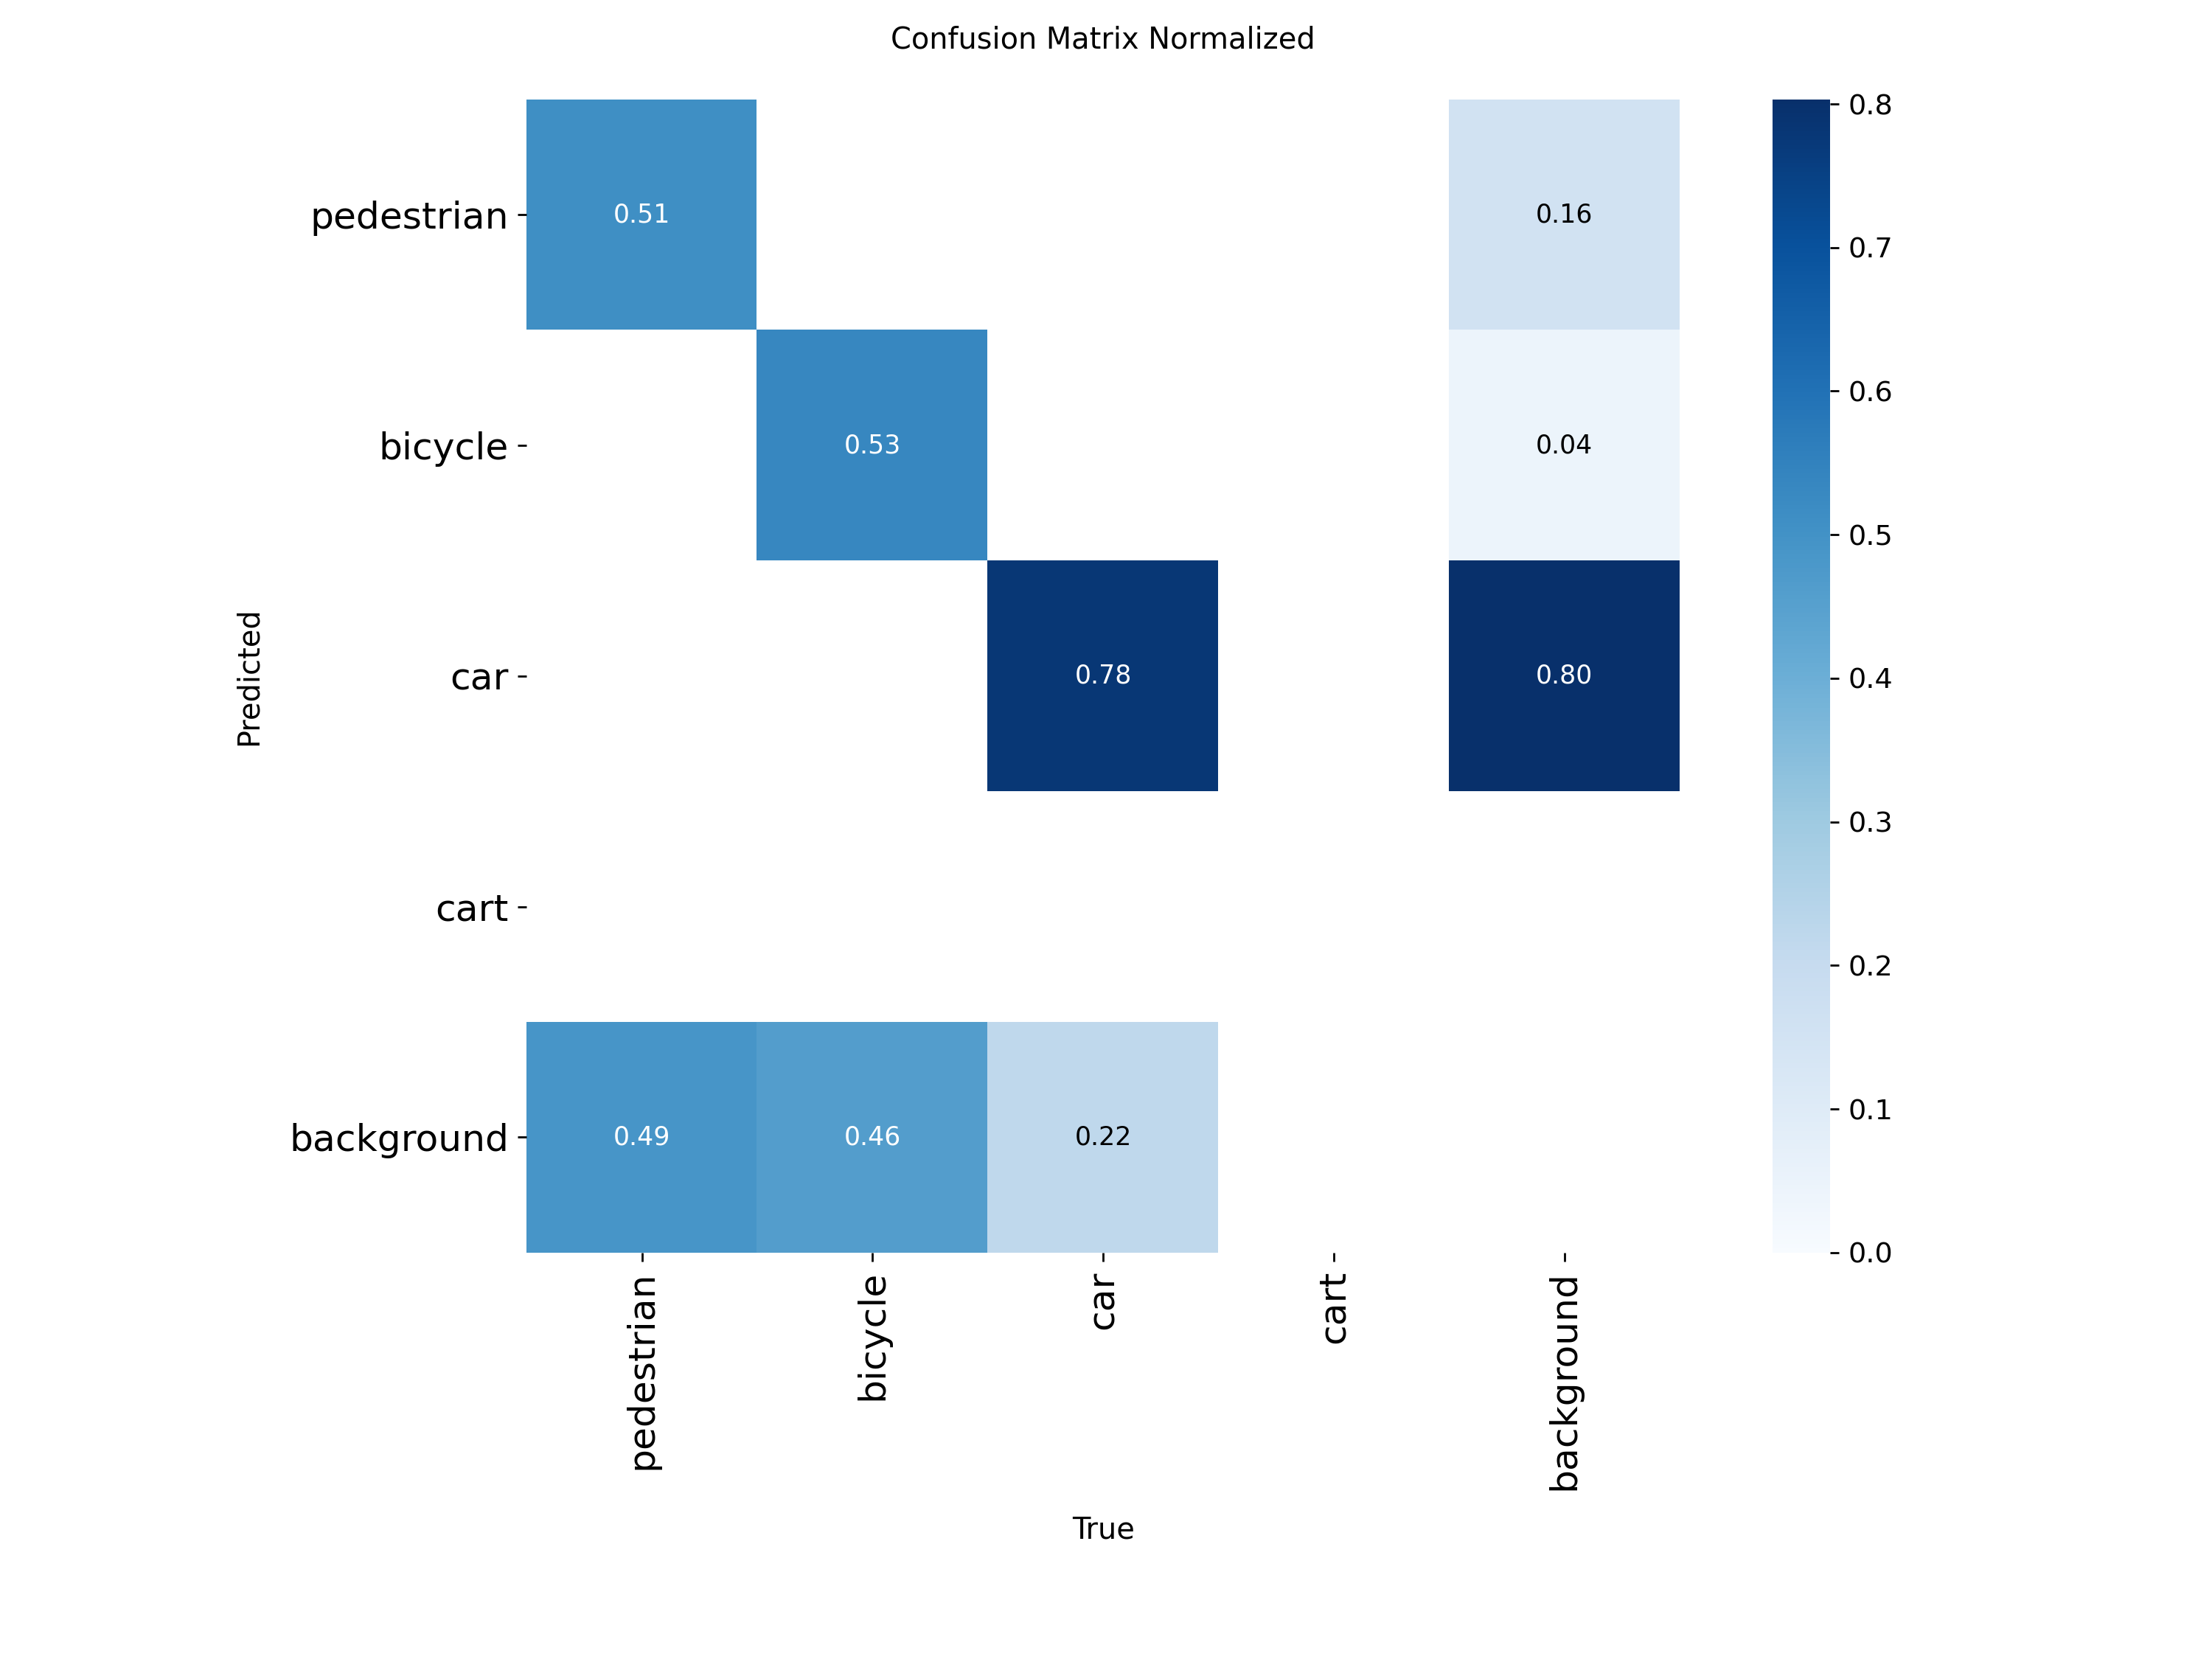 Confusion Matrix Normalized
pedestrian
0.51
0.16
bicycle
0.53
0.04
car
0.78
0.80
cart
background
0.49
0.46
0.22
Predicted
pedestrian
bicycle
car
cart
background
True
0.8
0.7
0.6
0.5
0.4
0.3
0.2
0.1
0.0